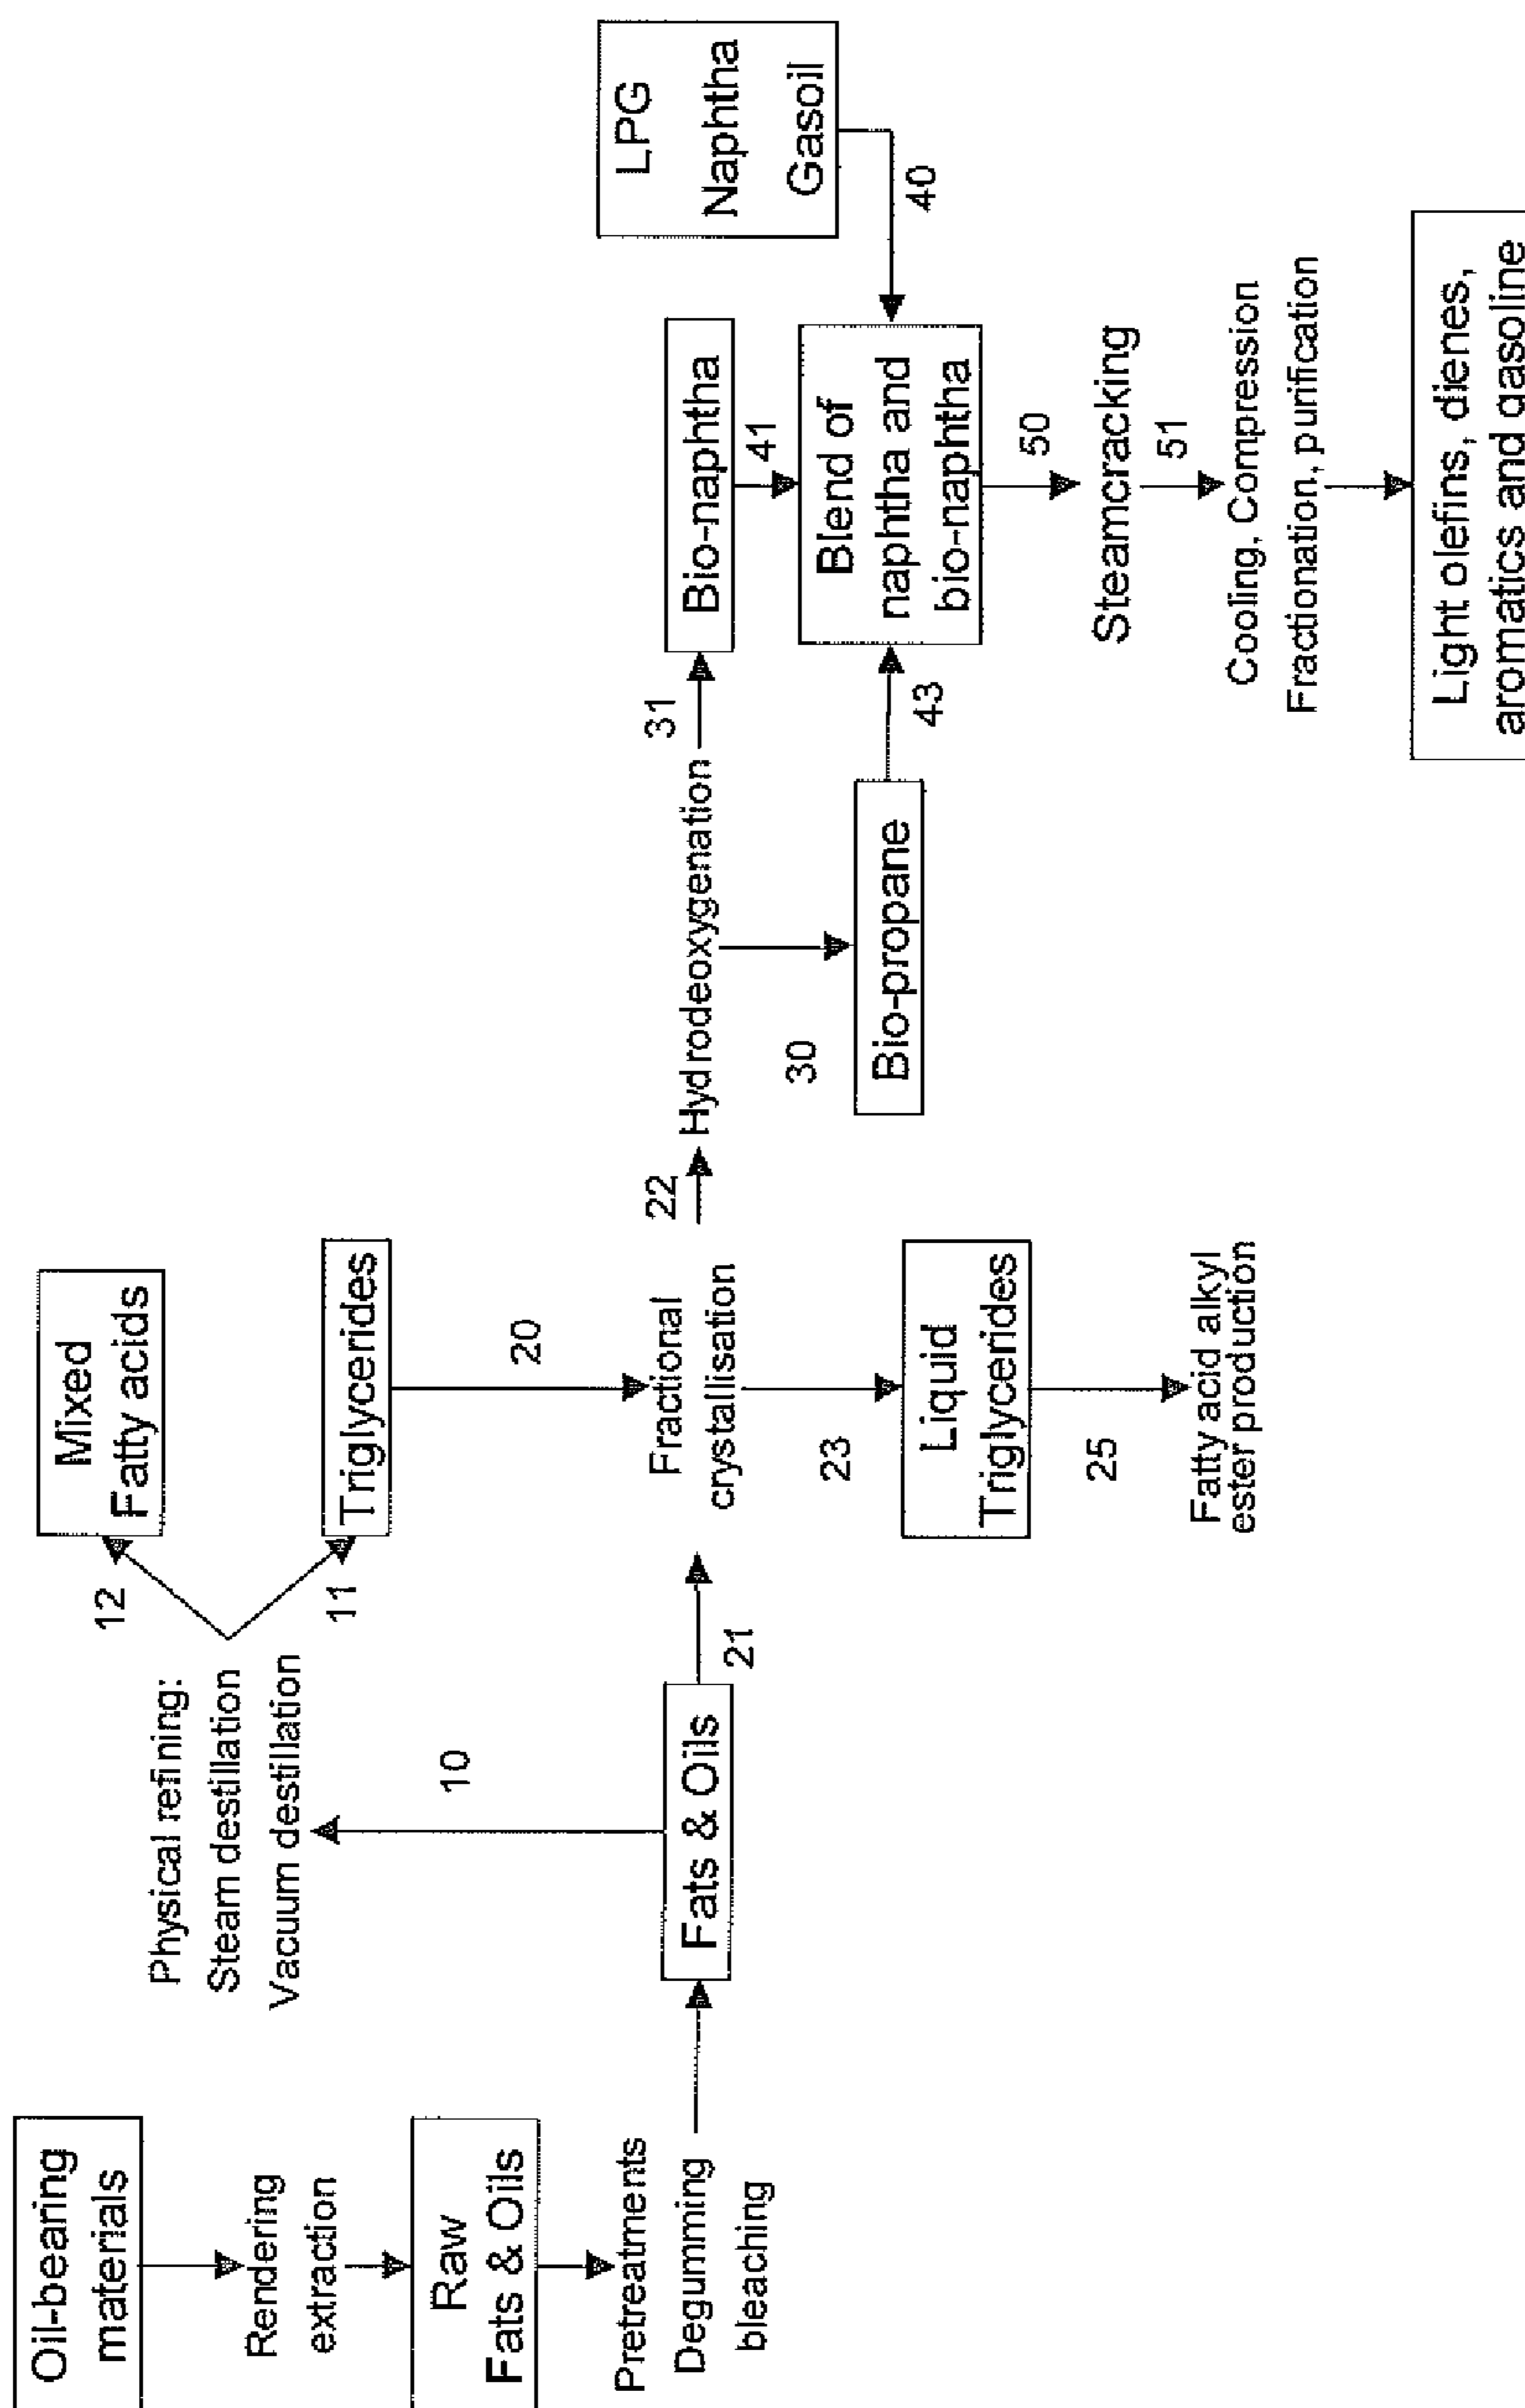 Oil-bearing
materials
Rendering
extraction
Raw
Fats & Oils
Pretreatments
Degumming
bleaching
Physical refining:
Steam destillation
Vacuum destillation
10
Fats & Oils
21
12
11
Mixed
Fatty acids
Triglycerides
20
Fractional
crystallisation
22
23
Liquid
Triglycerides
25
Fatty acid alkyl
ester production
Hydrodeoxygenation
31
30
Bio-propane
43
Bio-naphtha
41
Blend of
naphtha and
bio-naphtha
LPG
Naphtha
Gasoil
40
50
Steamcracking
51
Cooling, Compression
Fractionation, purification
Light olefins, dienes,
aromatics and gasoline